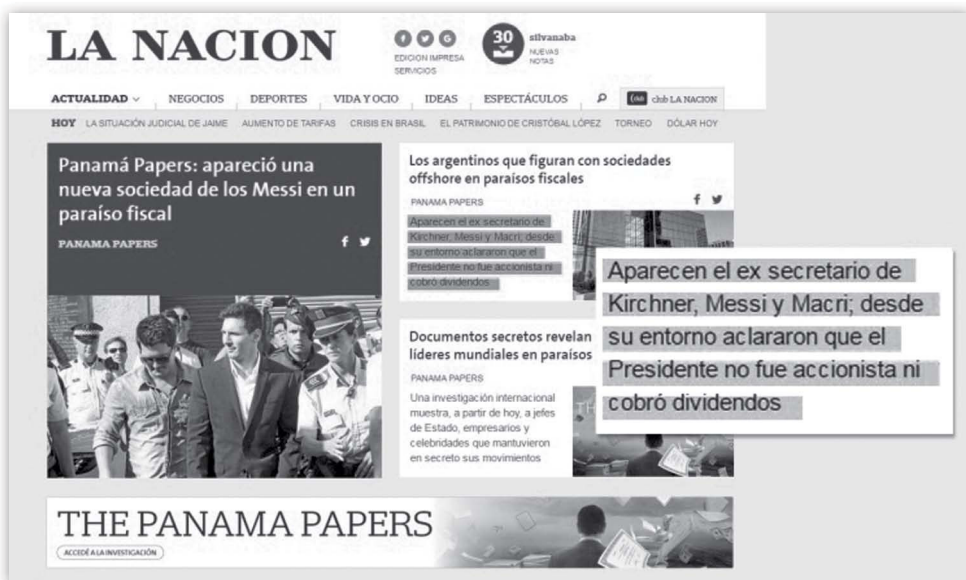 LA NACION
EDICION IMPRESA
SERVICIOS
30
silvanaba
NUEVAS
NOTAS
ACTUALIDAD
NEGOCIOS
DEPORTES
VIDA Y OCIO
IDEAS
ESPECTÁCULOS
club
club LA NACION
HOY LA SITUACIÓN JUDICIAL DE JAIME AUMENTO DE TARIFAS CRISIS EN BRASIL EL PATRIMONIO DE CRISTÓBAL LÓPEZ TORNEO DÓLAR HOY
Panamá Papers: apareció una
nueva sociedad de los Messi en un
paraíso fiscal
PANAMA PAPERS
Los argentinos que figuran con sociedades
offshore en paraísos fiscales
PANAMA PAPERS
Aparecen el ex secretario de
Kirchner, Messi y Macri; desde
su entorno aclararon que el
Presidente no fue accionista ni
cobró dividendos
Aparecen el ex secretario de
Kirchner, Messi y Macri; desde
su entorno aclararon que el
Presidente no fue accionista ni
cobró dividendos
Documentos secretos revelan
líderes mundiales en paraísos
PANAMA PAPERS
Una investigación internacional
muestra, a partir de hoy, a jefes
de Estado, empresarios y
celebridades que mantuvieron
en secreto sus movimientos
THE PANAMA PAPERS
ACCEDÉ A LA INVESTIGACIÓN